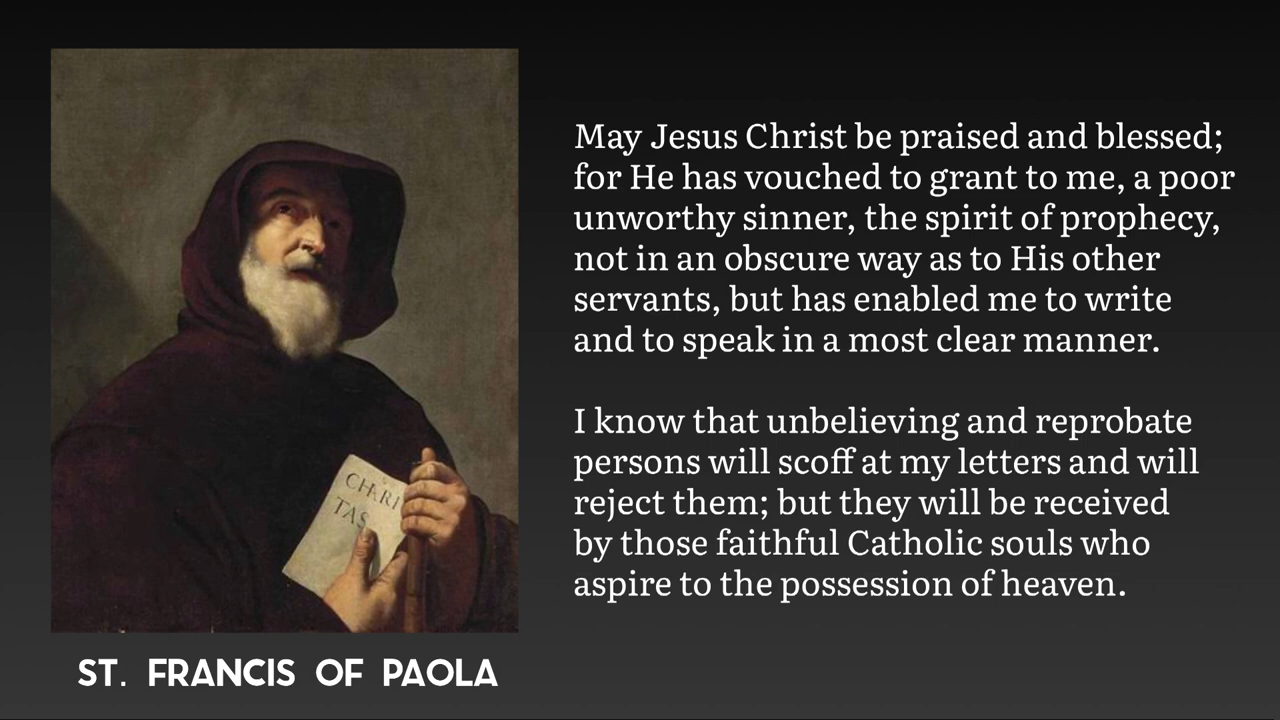 May Jesus Christ be praised and blessed;
for He has vouched to grant to me, a poor
unworthy sinner, the spirit of prophecy,
not in an obscure way as to His other
servants, but has enabled me to write
and to speak in a most clear manner.
I know that unbelieving and reprobate
persons will scoff at my letters and will
reject them; but they will be received
by those faithful Catholic souls who
aspire to the possession of heaven.
CHARI
TAS
ST. FRANCIS OF PAOLA